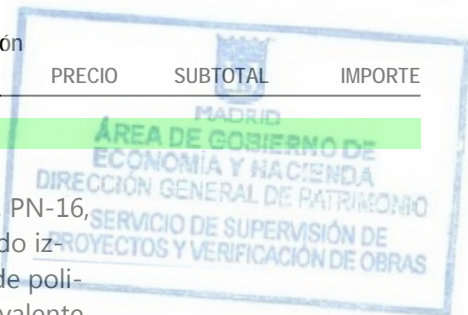 ón
PRECIO SUBTOTAL IMPORTE
MADRID
ÁREA DE GOBIERNO DE
ECONOMÍA Y HACIENDA
DIRECCIÓN GENERAL DE PATRIMONIO
PN-16,
SERVICIO DE SUPERVISIÓN DE
do iz-
PROYECTOS Y VERIFICACIÓN DE OBRAS
de poli-
valente